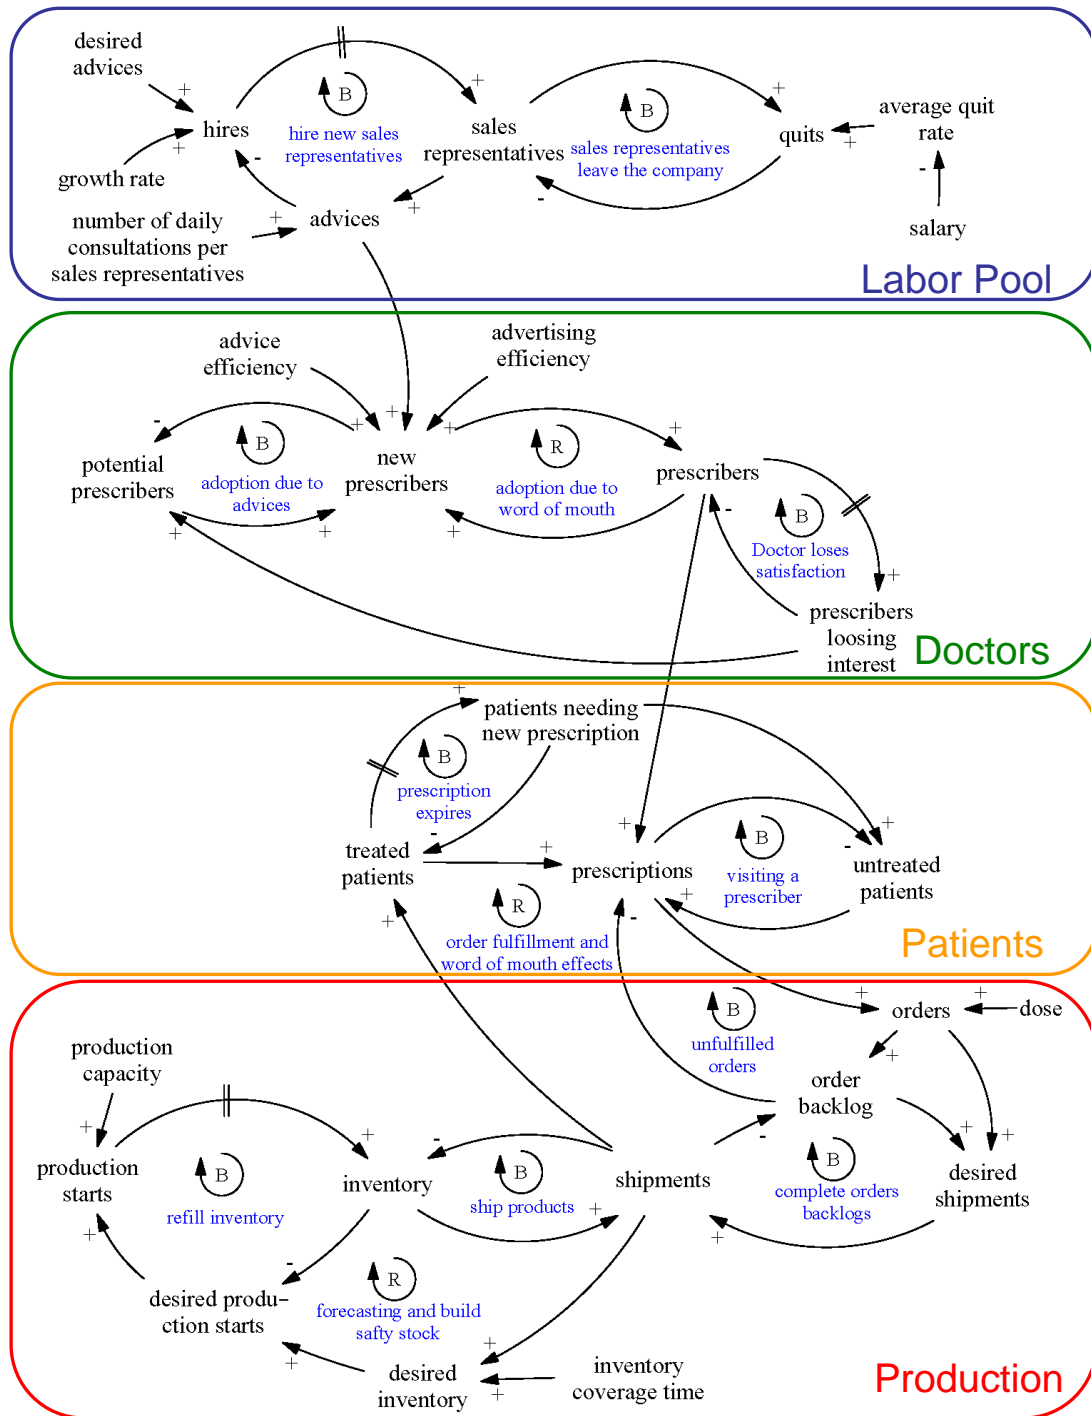 desired
advices
hires
B
hire new sales
representatives
sales
representatives
B
sales representatives
leave the company
quits
average quit
rate
growth rate
advices
number of daily
consultations per
sales representatives
salary
Labor Pool
advice
efficiency
advertising
efficiency
potential
prescribers
B
adoption due to
advices
new
prescribers
R
adoption due to
word of mouth
prescribers
B
Doctor loses
satisfaction
prescribers
loosing
interest
Doctors
patients needing
new prescription
B
prescription
expires
treated
patients
prescriptions
B
visiting a
prescriber
untreated
patients
R
order fulfillment and
word of mouth effects
Patients
orders
dose
B
unfulfilled
orders
order
backlog
production
capacity
production
starts
B
refill inventory
inventory
B
ship products
shipments
B
complete orders
backlogs
desired
shipments
desired produ-
ction starts
R
forecasting and build
safty stock
desired
inventory
inventory
coverage time
Production